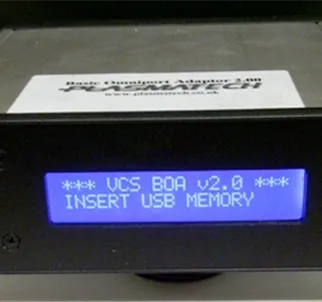 Basic Omniport Adaptor 2.00
PLASMATECH
www.plasmatech.co.uk
*** VCS BOA v2.0 ***
INSERT USB MEMORY